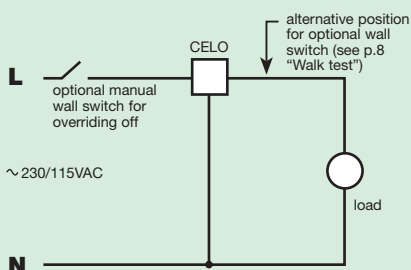 alternative position
for optional wall
switch (see p.8
“Walk test”)
CELO
L
optional manual
wall switch for
overriding off
~230/115VAC
load
N